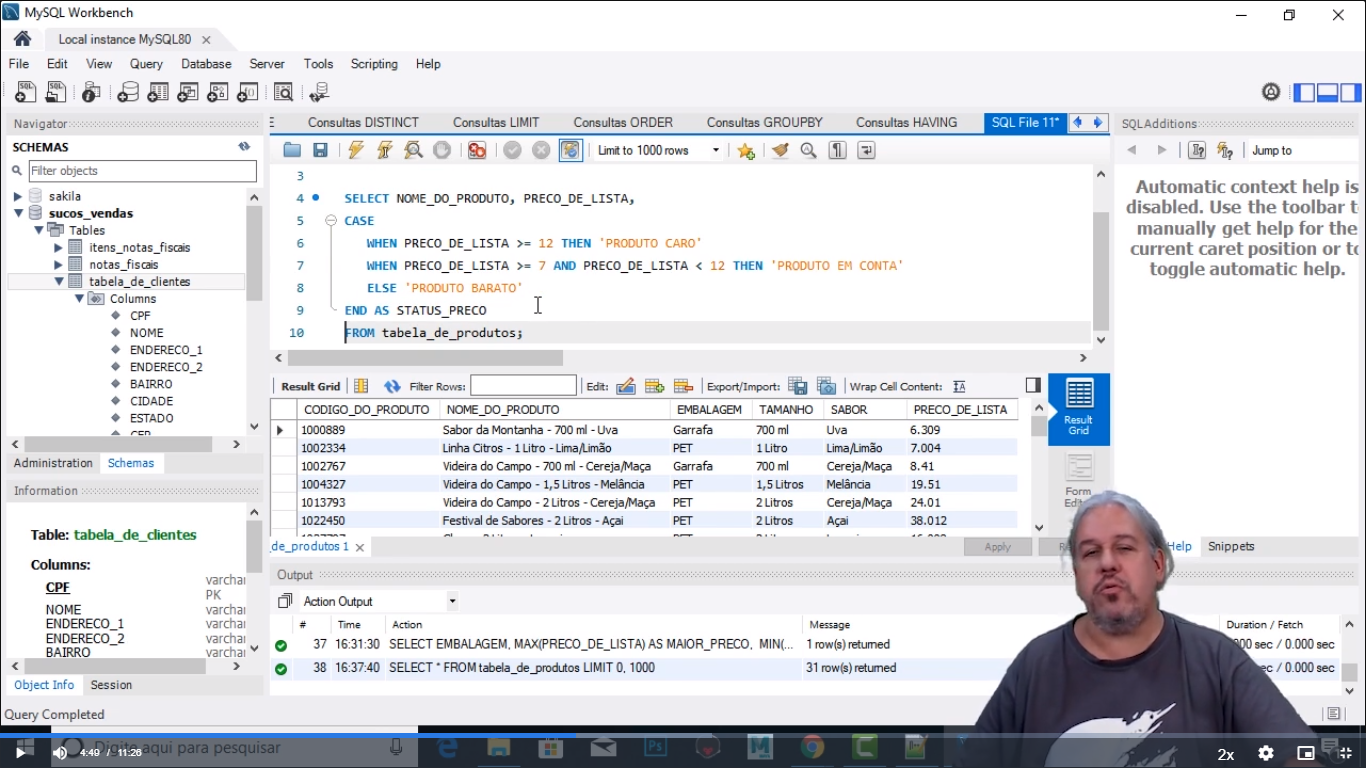 MySQL Workbench
Local instance MySQL80
File Edit View Query Database Server Tools Scripting Help
Navigator
SCHEMAS
Filter objects
sakila
sucos_vendas
Tables
itens_notas_fiscais
notas_fiscais
tabela_de_clientes
Columns
CPF
NOME
ENDERECO_1
ENDERECO_2
BAIRRO
CIDADE
ESTADO
CEP
Administration Schemas
Information
Table: tabela_de_clientes
Columns:
CPF varchar
PK
NOME varchar
ENDERECO_1 varchar
ENDERECO_2 varchar
BAIRRO varchar
Object Info Session
Query Completed
Consultas DISTINCT Consultas LIMIT Consultas ORDER Consultas GROUPBY Consultas HAVING SQL File 11*
Limit to 1000 rows
3
4 SELECT NOME_DO_PRODUTO, PRECO_DE_LISTA,
5 CASE
6 WHEN PRECO_DE_LISTA >= 12 THEN 'PRODUTO CARO'
7 WHEN PRECO_DE_LISTA >= 7 AND PRECO_DE_LISTA < 12 THEN 'PRODUTO EM CONTA'
8 ELSE 'PRODUTO BARATO'
9 END AS STATUS_PRECO
10 FROM tabela_de_produtos;
Result Grid Filter Rows: Edit: Export/Import: Wrap Cell Content:
CODIGO_DO_PRODUTO NOME_DO_PRODUTO EMBALAGEM TAMANHO SABOR PRECO_DE_LISTA
1000889 Sabor da Montanha - 700 ml - Uva Garrafa 700 ml Uva 6.309
1002334 Linha Citros - 1 Litro - Lima/Limão PET 1 Litro Lima/Limão 7.004
1002767 Videira do Campo - 700 ml - Cereja/Maça Garrafa 700 ml Cereja/Maça 8.41
1004327 Videira do Campo - 1,5 Litros - Melância PET 1,5 Litros Melância 19.51
1013793 Videira do Campo - 2 Litros - Cereja/Maça PET 2 Litros Cereja/Maça 24.01
1022450 Festival de Sabores - 2 Litros - Açai PET 2 Litros Açai 38.012
Result
Grid
Form
_de_produtos 1
Apply
Output
Action Output
# Time Action Message Duration / Fetch
37 16:31:30 SELECT EMBALAGEM, MAX(PRECO_DE_LISTA) AS MAIOR_PRECO, MIN(... 1 row(s) returned 000 sec / 0.000 sec
38 16:37:40 SELECT * FROM tabela_de_produtos LIMIT 0, 1000 31 row(s) returned sec / 0.000 sec
SQLAdditions
Jump to
Automatic context help is
disabled. Use the toolbar to
manually get help for the
current caret position or to
toggle automatic help.
Help Snippets
Digite aqui para pesquisar
4:49 / 11:26
2x